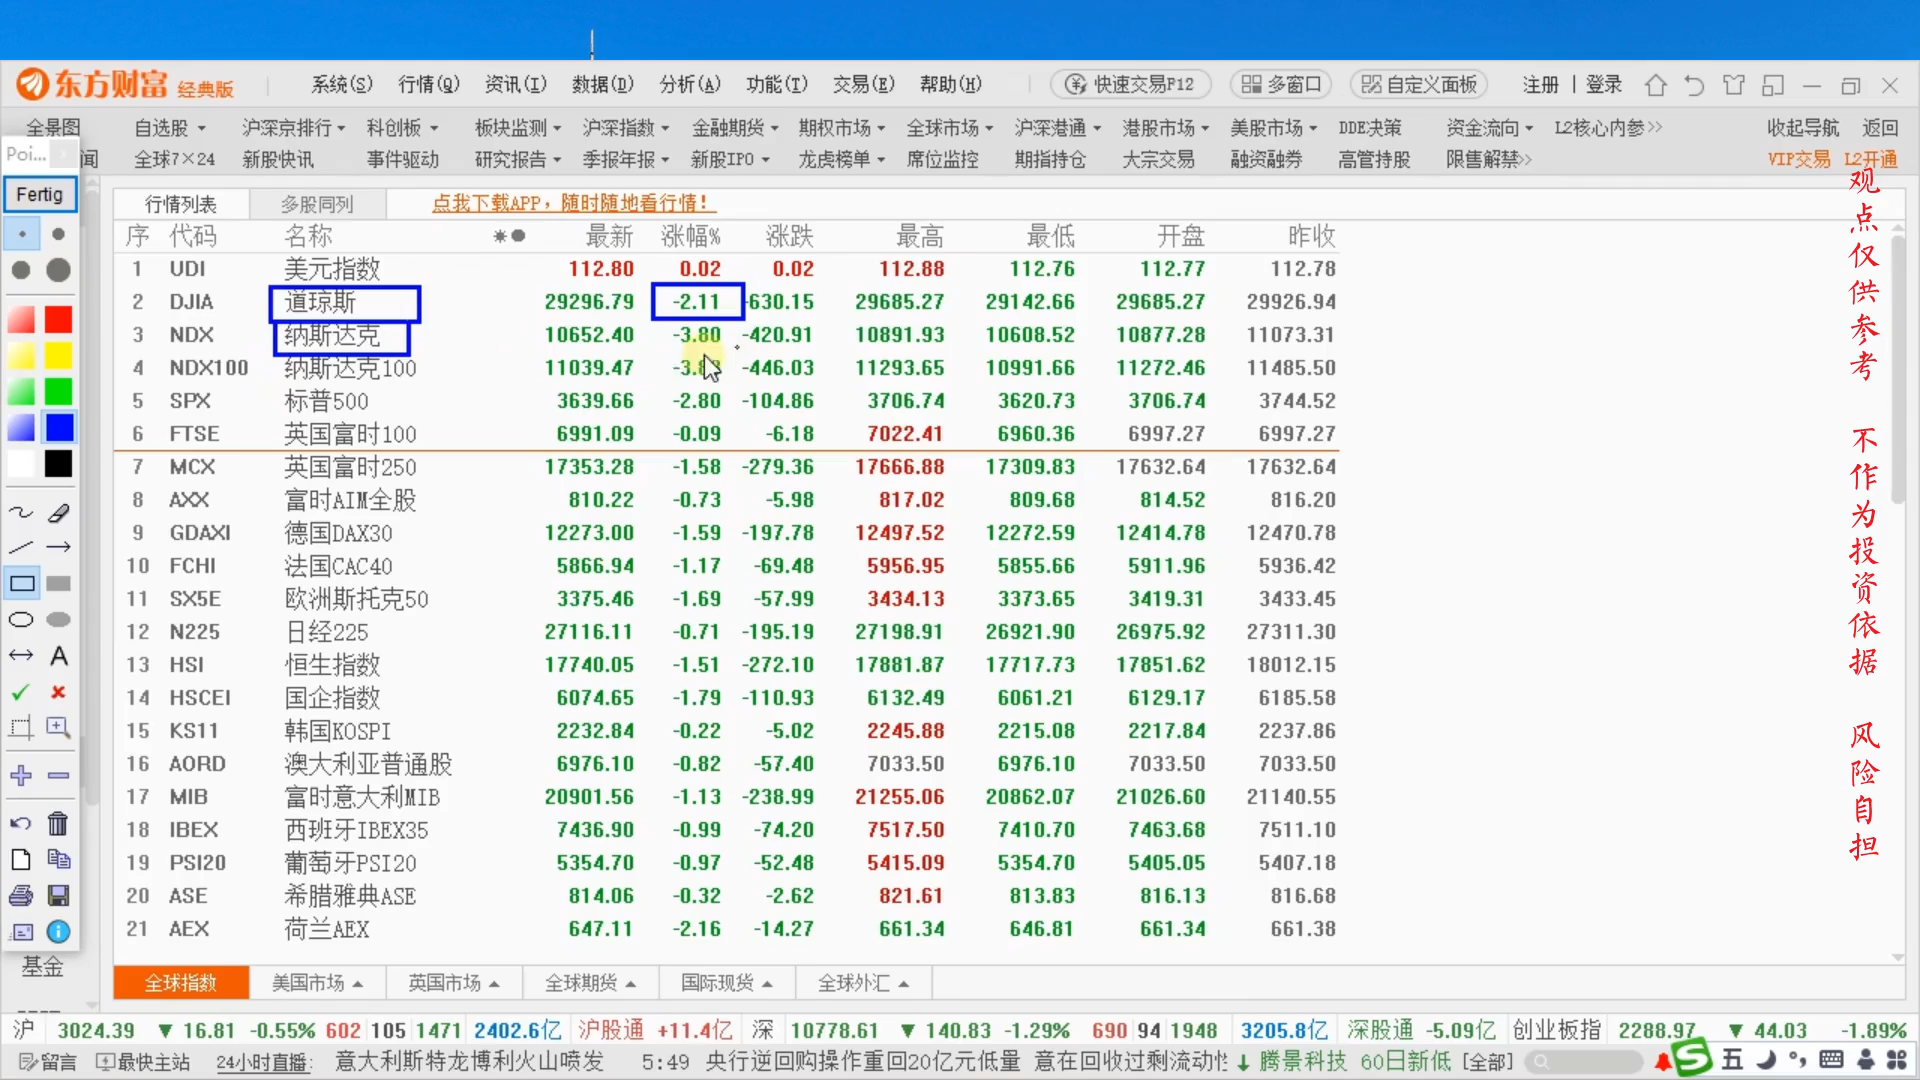 东方财富 经典版 系统(S) 行情(Q) 资讯(I) 数据(D) 分析(A) 功能(T) 交易(E) 帮助(H) 快速交易F12 多窗口 自定义面板 注册 | 登录
全景图 自选股 沪深京排行 科创板 板块监测 沪深指数 金融期货 期权市场 全球市场 沪深港通 港股市场 美股市场 DDE决策 资金流向 L2核心内参>> 收起导航 返回
Poi... 闻 全球7×24 新股快讯 事件驱动 研究报告 季报年报 新股IPO 龙虎榜单 席位监控 期指持仓 大宗交易 融资融券 高管持股 限售解禁>> VIP交易 L2开通
Fertig
行情列表 多股同列 点我下载APP，随时随地看行情！
序 代码 名称 最新 涨幅% 涨跌 最高 最低 开盘 昨收
1 UDI 美元指数 112.80 0.02 0.02 112.88 112.76 112.77 112.78
2 DJIA 道琼斯 29296.79 -2.11 -630.15 29685.27 29142.66 29685.27 29926.94
3 NDX 纳斯达克 10652.40 -3.80 -420.91 10891.93 10608.52 10877.28 11073.31
4 NDX100 纳斯达克100 11039.47 -446.03 11293.65 10991.66 11272.46 11485.50
5 SPX 标普500 3639.66 -2.80 -104.86 3706.74 3620.73 3706.74 3744.52
6 FTSE 英国富时100 6991.09 -0.09 -6.18 7022.41 6960.36 6997.27 6997.27
7 MCX 英国富时250 17353.28 -1.58 -279.36 17666.88 17309.83 17632.64 17632.64
8 AXX 富时AIM全股 810.22 -0.73 -5.98 817.02 809.68 814.52 816.20
9 GDAXI 德国DAX30 12273.00 -1.59 -197.78 12497.52 12272.59 12414.78 12470.78
10 FCHI 法国CAC40 5866.94 -1.17 -69.48 5956.95 5855.66 5911.96 5936.42
11 SX5E 欧洲斯托克50 3375.46 -1.69 -57.99 3434.13 3373.65 3419.31 3433.45
12 N225 日经225 27116.11 -0.71 -195.19 27198.91 26921.90 26975.92 27311.30
13 HSI 恒生指数 17740.05 -1.51 -272.10 17881.87 17717.73 17851.62 18012.15
14 HSCEI 国企指数 6074.65 -1.79 -110.93 6132.49 6061.21 6129.17 6185.58
15 KS11 韩国KOSPI 2232.84 -0.22 -5.02 2245.88 2215.08 2217.84 2237.86
16 AORD 澳大利亚普通股 6976.10 -0.82 -57.40 7033.50 6976.10 7033.50 7033.50
17 MIB 富时意大利MIB 20901.56 -1.13 -238.99 21255.06 20862.07 21026.60 21140.55
18 IBEX 西班牙IBEX35 7436.90 -0.99 -74.20 7517.50 7410.70 7463.68 7511.10
19 PSI20 葡萄牙PSI20 5354.70 -0.97 -52.48 5415.09 5354.70 5405.05 5407.18
20 ASE 希腊雅典ASE 814.06 -0.32 -2.62 821.61 813.83 816.13 816.68
21 AEX 荷兰AEX 647.11 -2.16 -14.27 661.34 646.81 661.34 661.38
观点仅供参考 不作为投资依据 风险自担
基金
全球指数 美国市场 英国市场 全球期货 国际现货 全球外汇
沪 3024.39 ▼ 16.81 -0.55% 602 105 1471 2402.6亿 沪股通 +11.4亿 深 10778.61 ▼ 140.83 -1.29% 690 94 1948 3205.8亿 深股通 -5.09亿 创业板指 2288.97 ▼ 44.03 -1.89%
留言 最快主站 24小时直播: 意大利斯特龙博利火山喷发 5:49 央行逆回购操作重回20亿元低量 意在回收过剩流动性 ↓ 腾景科技 60日新低 [全部] 五